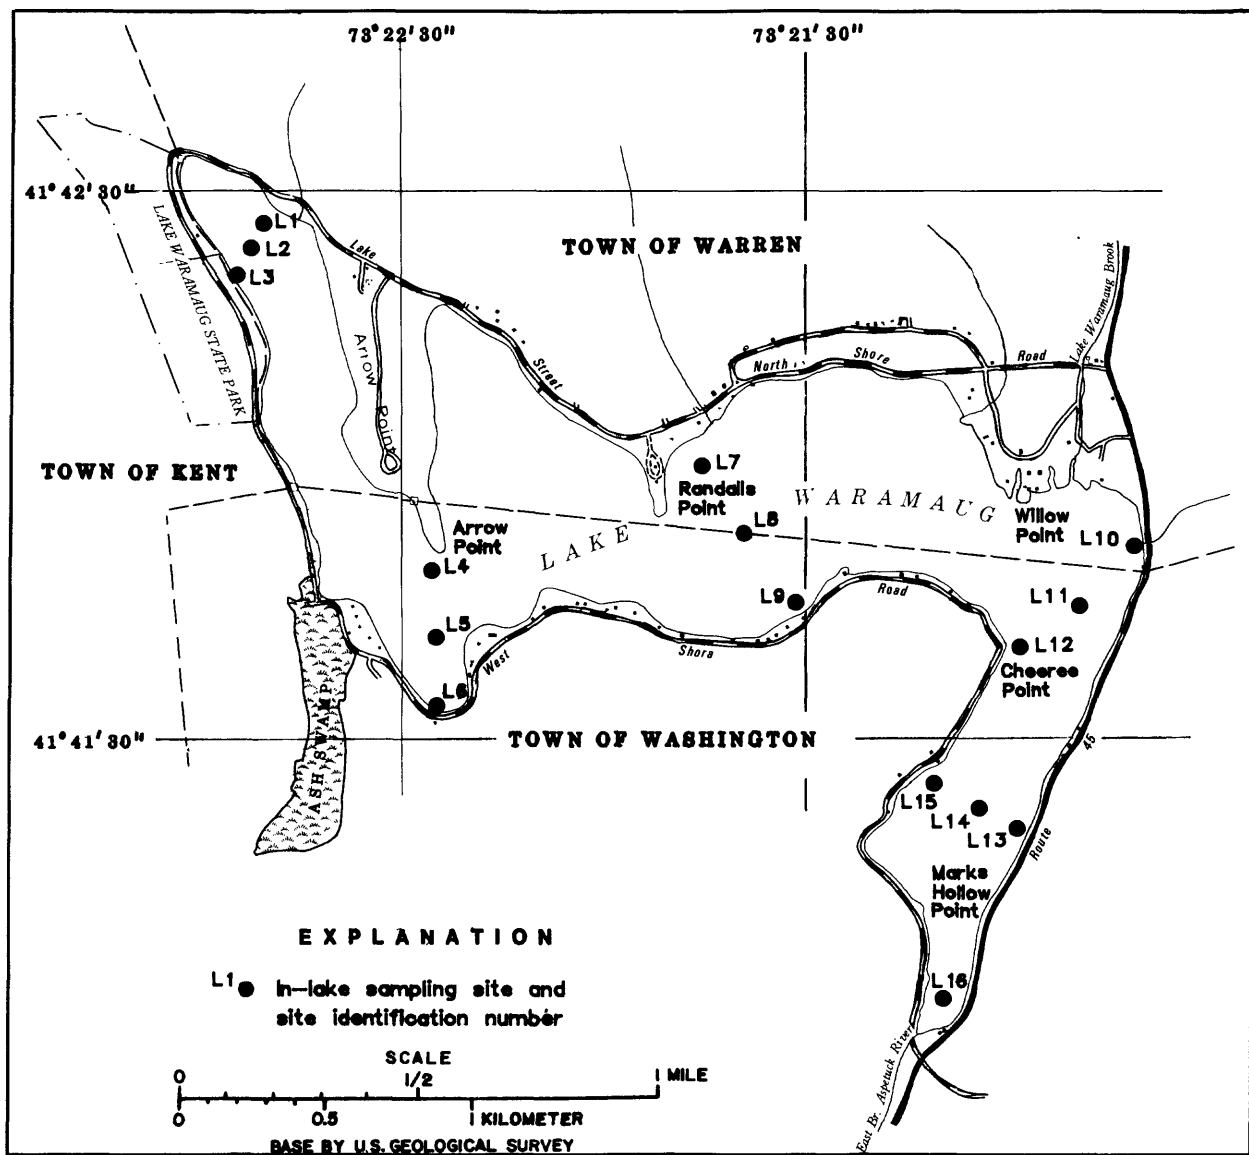 73° 22' 30"
73° 21' 30"
41° 42' 30"
L1
L2
L3
LAKE WARAMAUG STATE PARK
Lake
Street
Arrow
Point
TOWN OF WARREN
Lake Waramaug Brook
North
Shore
Road
TOWN OF KENT
L7
Randalls
Point
WARAMAUG
Willow
Point
L8
L10
Arrow
Point
LAKE
L4
L9
Road
L11
L5
West
Shora
L12
Cheeree
Point
L6
ASH SWAMP
41° 41' 30"
TOWN OF WASHINGTON
45
L15
L14
L13
Route
Marks
Hollow
Point
L16
East Br. Aspetuck River
EXPLANATION
L1 In-lake sampling site and
site identification number
SCALE
0 1/2 1 MILE
0 0.5 1 KILOMETER
BASE BY U.S. GEOLOGICAL SURVEY